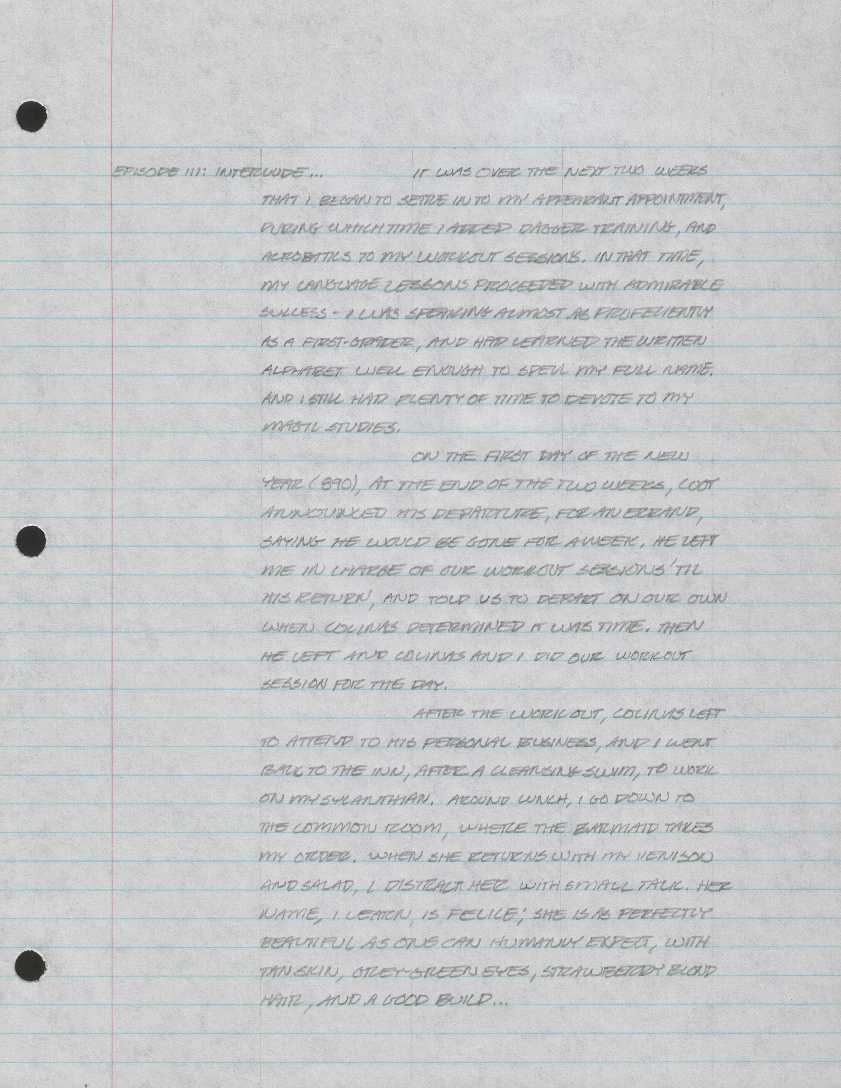 EPISODE III: INTERLUDE... IT WAS OVER THE NEXT TWO WEEKS
THAT I BEGAN TO SETTLE INTO MY APPEARANT APPOINTMENT,
DURING WHICH TIME I ADDED DAGGER TRAINING, AND
ACROBATICS TO MY WORKOUT SESSIONS. IN THAT TIME,
MY LANGUAGE LESSONS PROCEEDED WITH ADMIRABLE
SUCCESS - I WAS SPEAKING ALMOST AS PROFICIENTLY
AS A FIRST-GRADER, AND HAD LEARNED THE WRITTEN
ALPHABET WELL ENOUGH TO SPELL MY FULL NAME.
AND I STILL HAD PLENTY OF TIME TO DEVOTE TO MY
MAGIC STUDIES.
ON THE FIRST DAY OF THE NEW
YEAR (890), AT THE END OF THE TWO WEEKS, COOT
ANNOUNCED HIS DEPARTURE, FOR AN ERRAND,
SAYING HE WOULD BE GONE FOR A WEEK. HE LEFT
ME IN CHARGE OF OUR WORKOUT SESSIONS 'TIL
HIS RETURN, AND TOLD US TO DEPART ON OUR OWN
WHEN COLINAS DETERMINED IT WAS TIME. THEN
HE LEFT AND COLINAS AND I DID OUR WORKOUT
SESSION FOR THE DAY.
AFTER THE WORKOUT, COLINAS LEFT
TO ATTEND TO HIS PERSONAL BUSINESS, AND I WENT
BACK TO THE INN, AFTER A CLEANSING SWIM, TO WORK
ON MY SYLANTHIAN. AROUND LUNCH, I GO DOWN TO
THE COMMON ROOM, WHERE THE BARMAID TAKES
MY ORDER. WHEN SHE RETURNS WITH MY VENISON
AND SALAD, I DISTRACT HER WITH SMALL TALK. HER
NAME, I LEARN, IS FELICE; SHE IS AS PERFECTLY
BEAUTIFUL AS ONE CAN HUMANLY EXPECT, WITH
TAN SKIN, GREY-GREEN EYES, STRAWBERRY BLOND
HAIR, AND A GOOD BUILD...